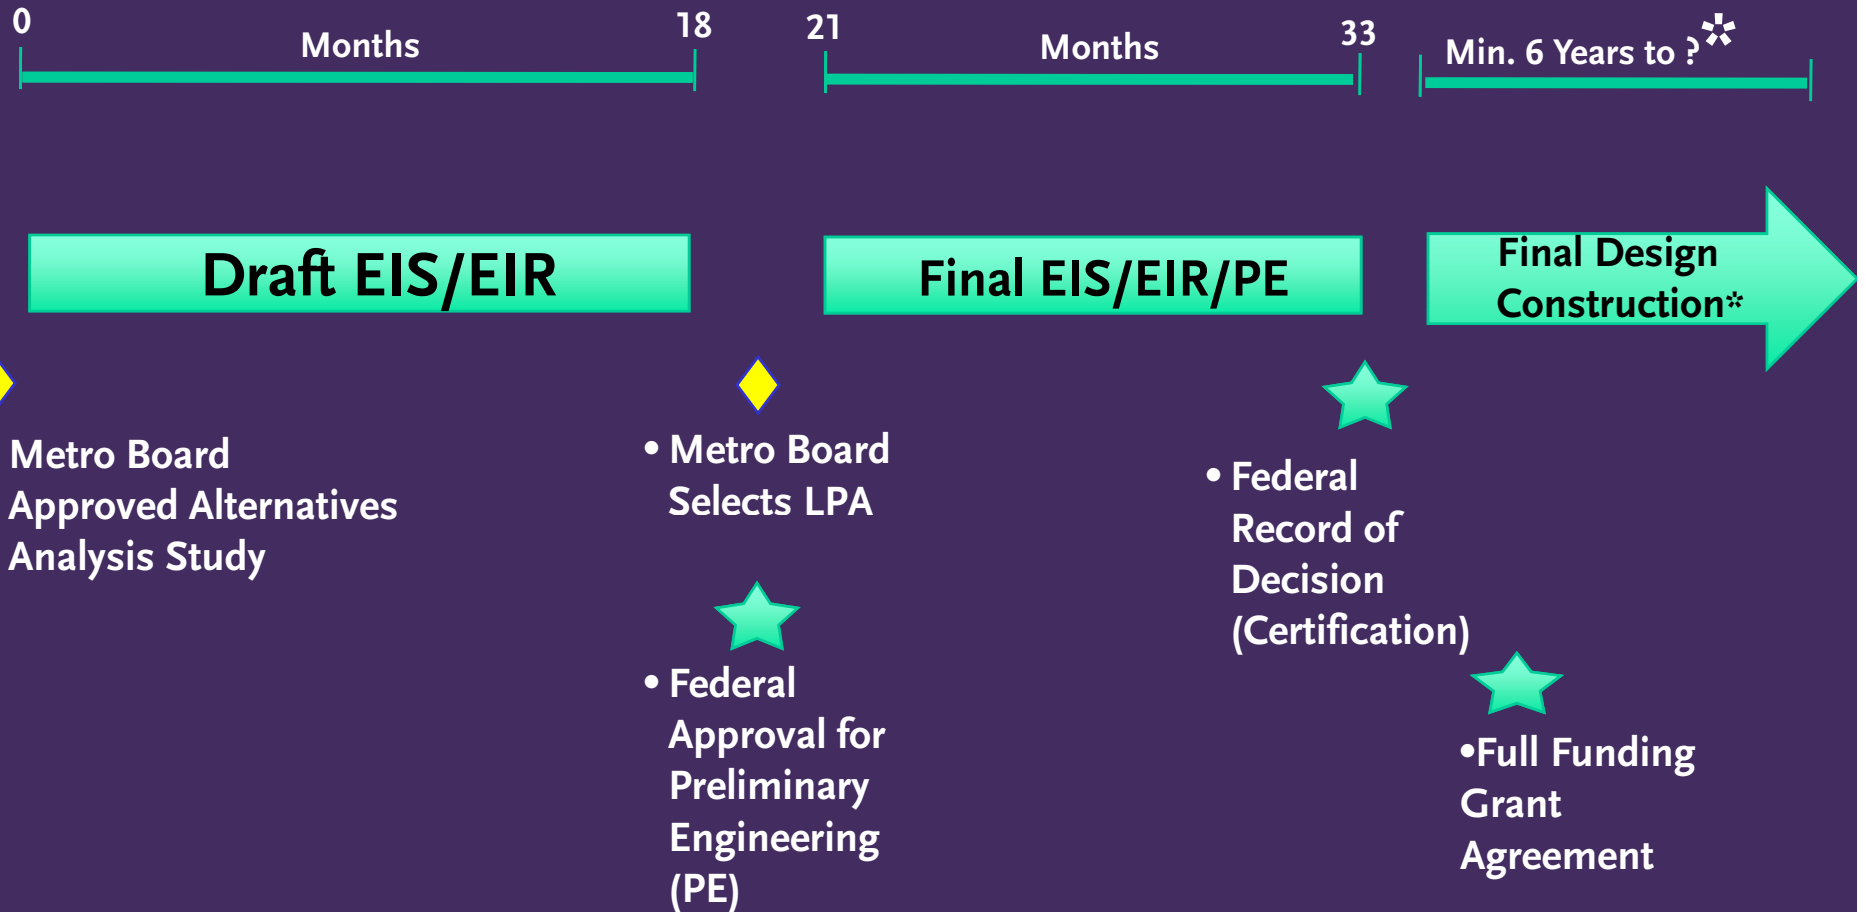 0
Months
18
21
Months
33
Min. 6 Years to ?*
Draft EIS/EIR
Final EIS/EIR/PE
Final Design
Construction*
Metro Board
Approved Alternatives
Analysis Study
• Metro Board
Selects LPA
• Federal
Approval for
Preliminary
Engineering
(PE)
• Federal
Record of
Decision
(Certification)
•Full Funding
Grant
Agreement